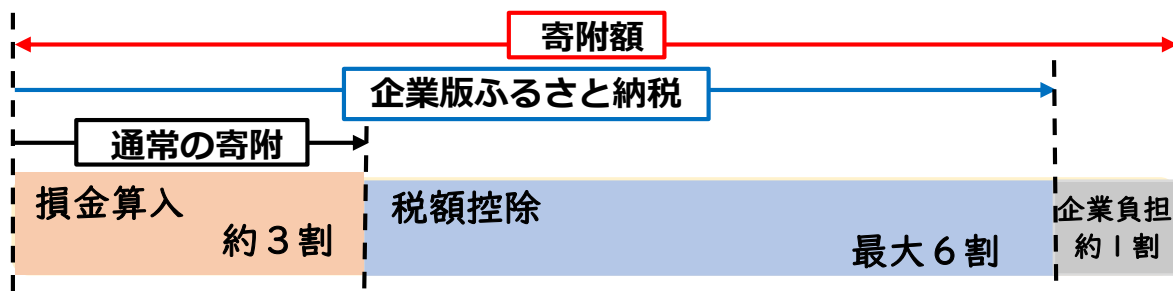 寄附額
企業版ふるさと納税
通常の寄附
損金算入
約３割
税額控除
最大６割
企業負担
約１割